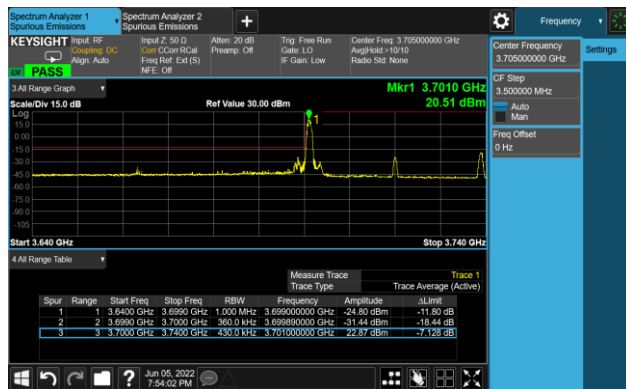 Spectrum Analyzer 1
Spurious Emissions
Spectrum Analyzer 2
Spurious Emissions
Frequency
KEYSIGHT
PASS
Input: RF
Coupling: DC
Align: Auto
Input Z: 50 Ω
Corr CCorr RCal
Freq Ref: Ext (S)
NFE: Off
Atten: 20 dB
Preamp: Off
Trig: Free Run
Gate: LO
IF Gain: Low
Center Freq: 3.705000000 GHz
Avg|Hold:>10/10
Radio Std: None
Center Frequency
3.705000000 GHz
Settings
CF Step
3.500000 MHz
Auto
Man
Freq Offset
0 Hz
3 All Range Graph
Mkr1 3.7010 GHz
20.51 dBm
Scale/Div 15.0 dB
Ref Value 30.00 dBm
Log
15.0
0.00
-15.0
-30.0
-45.0
-60.0
-75.0
-90.0
-105
1
Start 3.640 GHz
Stop 3.740 GHz
4 All Range Table
Measure Trace Trace 1
Trace Type Trace Average (Active)
Spur Range Start Freq Stop Freq RBW Frequency Amplitude ΔLimit
1 1 3.6400 GHz 3.6990 GHz 1.000 MHz 3.699000000 GHz -24.80 dBm -11.80 dB
2 2 3.6990 GHz 3.7000 GHz 360.0 kHz 3.699890000 GHz -31.44 dBm -18.44 dB
3 3 3.7000 GHz 3.7400 GHz 430.0 kHz 3.701000000 GHz 22.87 dBm -7.128 dB
Jun 05, 2022
7:54:02 PM